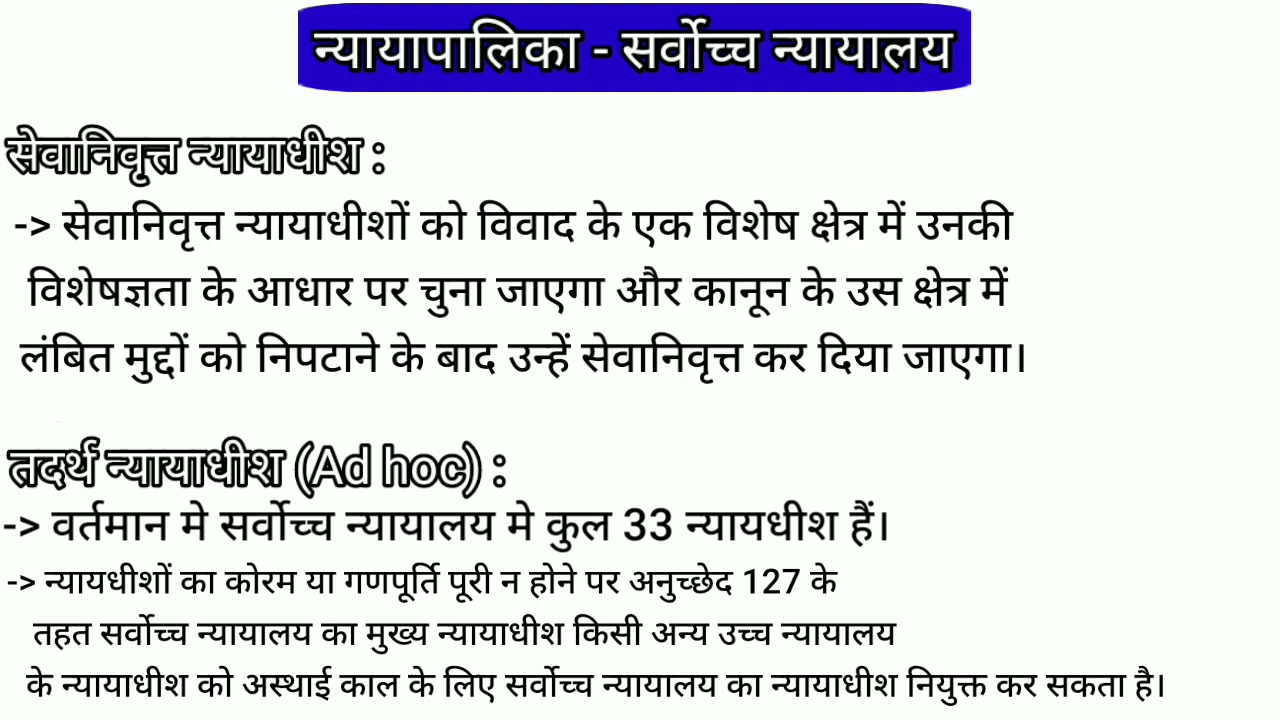 न्यायापालिका - सर्वोच्च न्यायालय
सेवानिवृत्त न्यायाधीश :
-> सेवानिवृत्त न्यायाधीशों को विवाद के एक विशेष क्षेत्र में उनकी
विशेषज्ञता के आधार पर चुना जाएगा और कानून के उस क्षेत्र में
लंबित मुद्दों को निपटाने के बाद उन्हें सेवानिवृत्त कर दिया जाएगा।
तदर्थ न्यायाधीश (Ad hoc) :
-> वर्तमान मे सर्वोच्च न्यायालय मे कुल 33 न्यायधीश हैं।
-> न्यायधीशों का कोरम या गणपूर्ति पूरी न होने पर अनुच्छेद 127 के
तहत सर्वोच्च न्यायालय का मुख्य न्यायाधीश किसी अन्य उच्च न्यायालय
के न्यायाधीश को अस्थाई काल के लिए सर्वोच्च न्यायालय का न्यायाधीश नियुक्त कर सकता है।